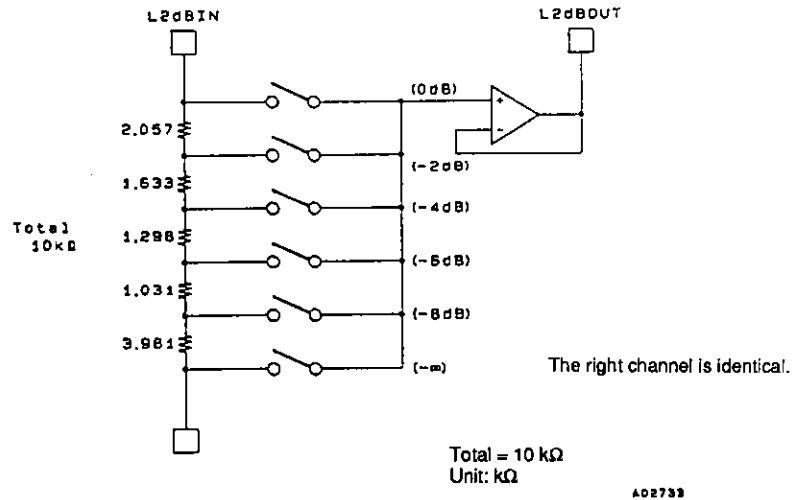 L2dBIN
L2dBOUT
(0dB)
+
-
2.057
(-2dB)
1.633
(-4dB)
Total
10kΩ
1.298
(-6dB)
1.031
(-8dB)
3.981
(-∞)
The right channel is identical.
Total = 10 kΩ
Unit: kΩ
A02733